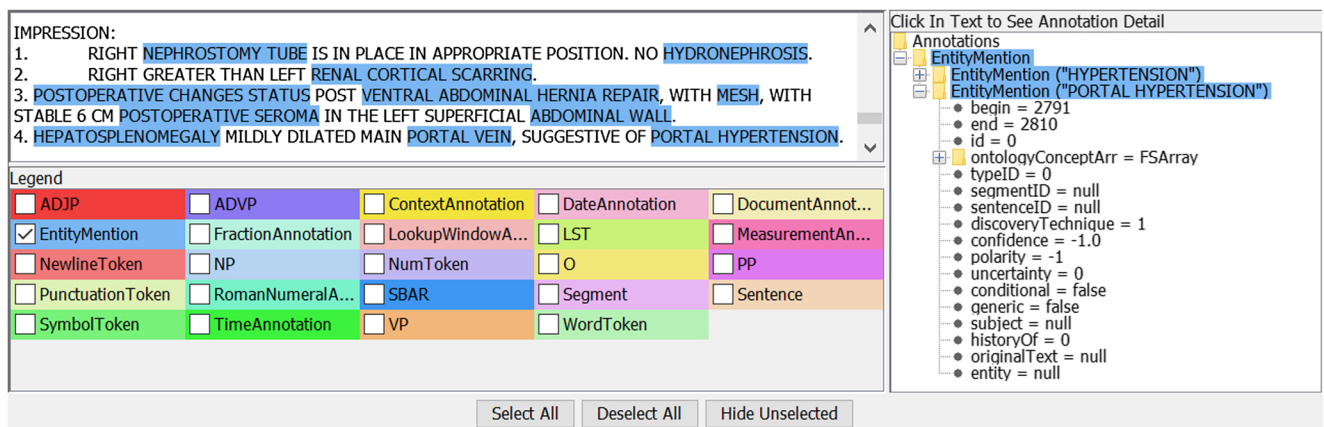 IMPRESSION:
1. RIGHT NEPHROSTOMY TUBE IS IN PLACE IN APPROPRIATE POSITION. NO HYDRONEPHROSIS.
2. RIGHT GREATER THAN LEFT RENAL CORTICAL SCARRING.
3. POSTOPERATIVE CHANGES STATUS POST VENTRAL ABDOMINAL HERNIA REPAIR, WITH MESH, WITH
STABLE 6 CM POSTOPERATIVE SEROMA IN THE LEFT SUPERFICIAL ABDOMINAL WALL.
4. HEPATOSPLENOMEGALY MILDLY DILATED MAIN PORTAL VEIN, SUGGESTIVE OF PORTAL HYPERTENSION.
Legend
ADJP ADVP ContextAnnotation DateAnnotation DocumentAnnot...
EntityMention FractionAnnotation LookupWindowA... LST MeasurementAn...
NewlineToken NP NumToken O PP
PunctuationToken RomanNumeralA... SBAR Segment Sentence
SymbolToken TimeAnnotation VP WordToken
Select All Deselect All Hide Unselected
Click In Text to See Annotation Detail
Annotations
EntityMention
EntityMention ("HYPERTENSION")
EntityMention ("PORTAL HYPERTENSION")
begin = 2791
end = 2810
id = 0
ontologyConceptArr = FSArray
typeID = 0
segmentID = null
sentenceID = null
discoveryTechnique = 1
confidence = -1.0
polarity = -1
uncertainty = 0
conditional = false
generic = false
subject = null
historyOf = 0
originalText = null
entity = null